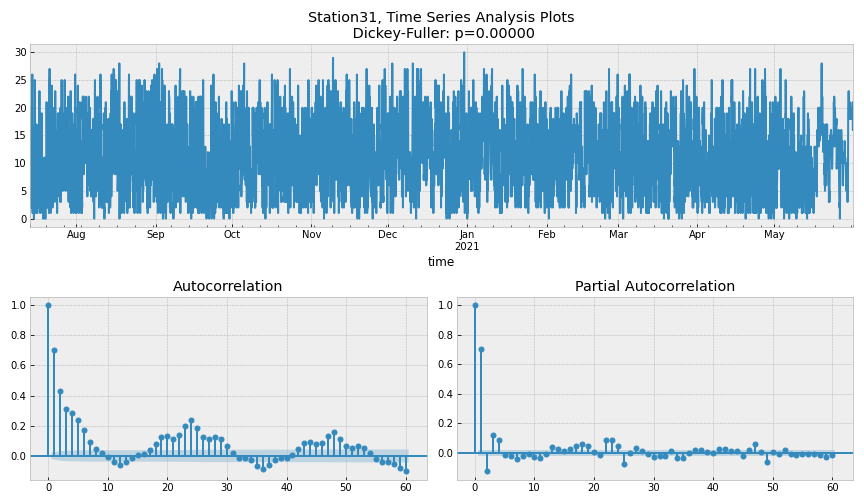 Station31, Time Series Analysis Plots
Dickey-Fuller: p=0.00000
30
25
20
15
10
5
0
Aug Sep Oct Nov Dec Jan Feb Mar Apr May
2021
time
Autocorrelation Partial Autocorrelation
1.0 1.0
0.8 0.8
0.6 0.6
0.4 0.4
0.2 0.2
0.0 0.0
0 10 20 30 40 50 60 0 10 20 30 40 50 60